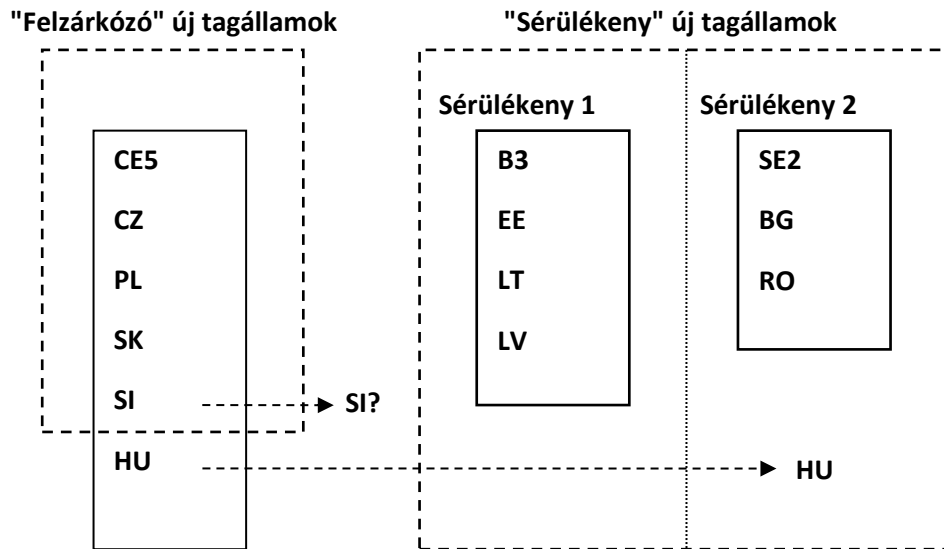 "Felzárkózó" új tagállamok
"Sérülékeny" új tagállamok
Sérülékeny 1
Sérülékeny 2
CE5
CZ
PL
SK
SI
HU
SI?
B3
EE
LT
LV
SE2
BG
RO
HU